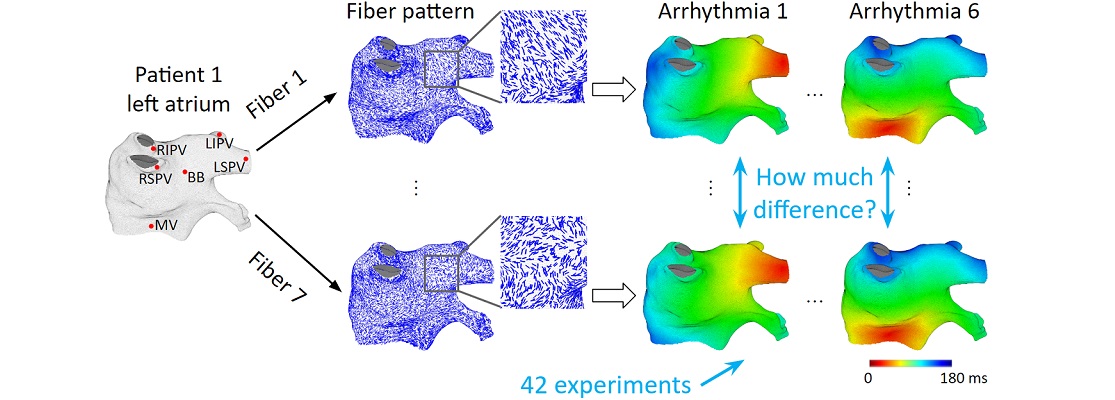 Fiber pattern
Arrhythmia 1
Arrhythmia 6
Patient 1
left atrium
Fiber 1
RIPV
LIPV
RSPV
BB
LSPV
MV
...
...
⋮
⋮
How much
difference?
⋮
Fiber 7
...
...
42 experiments
0
180 ms